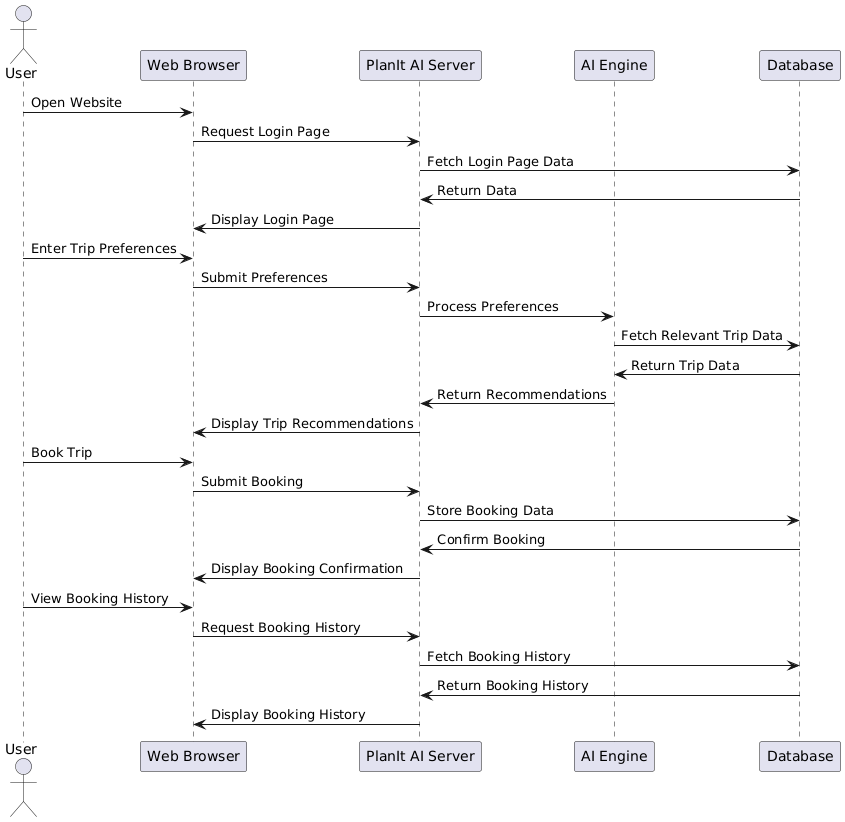 User
Web Browser
PlanIt AI Server
AI Engine
Database
Open Website
Request Login Page
Fetch Login Page Data
Return Data
Display Login Page
Enter Trip Preferences
Submit Preferences
Process Preferences
Fetch Relevant Trip Data
Return Trip Data
Return Recommendations
Display Trip Recommendations
Book Trip
Submit Booking
Store Booking Data
Confirm Booking
Display Booking Confirmation
View Booking History
Request Booking History
Fetch Booking History
Return Booking History
Display Booking History
User
Web Browser
PlanIt AI Server
AI Engine
Database